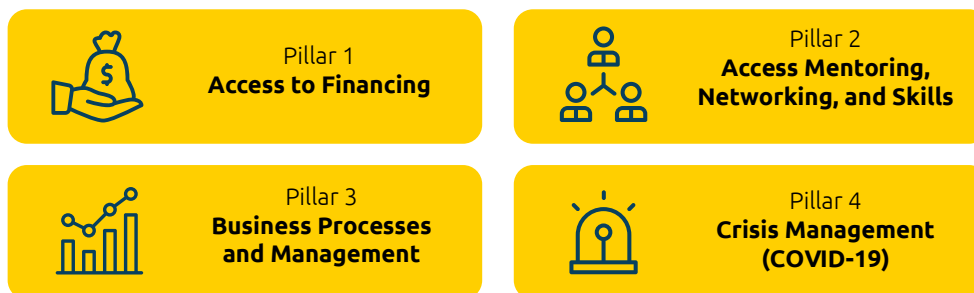 Pillar 1
Access to Financing
Pillar 2
Access Mentoring,
Networking, and Skills
Pillar 3
Business Processes
and Management
Pillar 4
Crisis Management
(COVID-19)
$